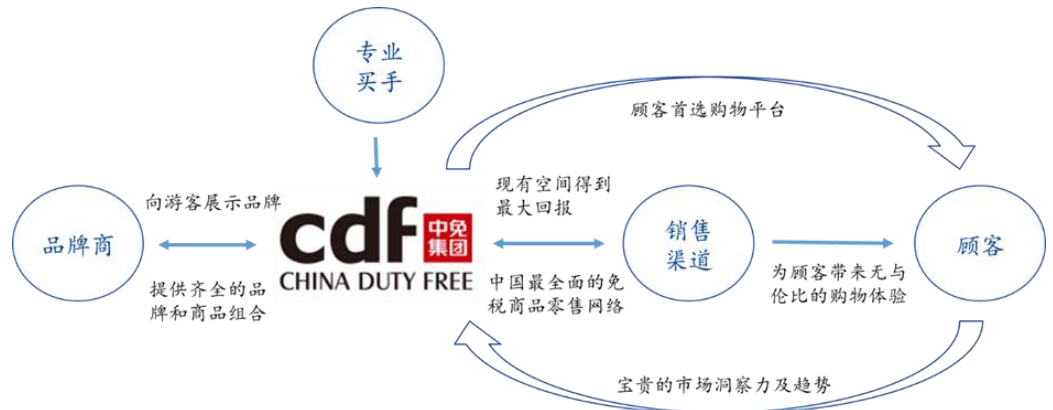 专业
买手
顾客首选购物平台
向游客展示品牌
现有空间得到
最大回报
品牌商
cdf
中免
集团
CHINA DUTY FREE
销售
渠道
顾客
提供齐全的品
牌和商品组合
中国最全面的免
税商品零售网络
为顾客带来无与
伦比的购物体验
宝贵的市场洞察力及趋势